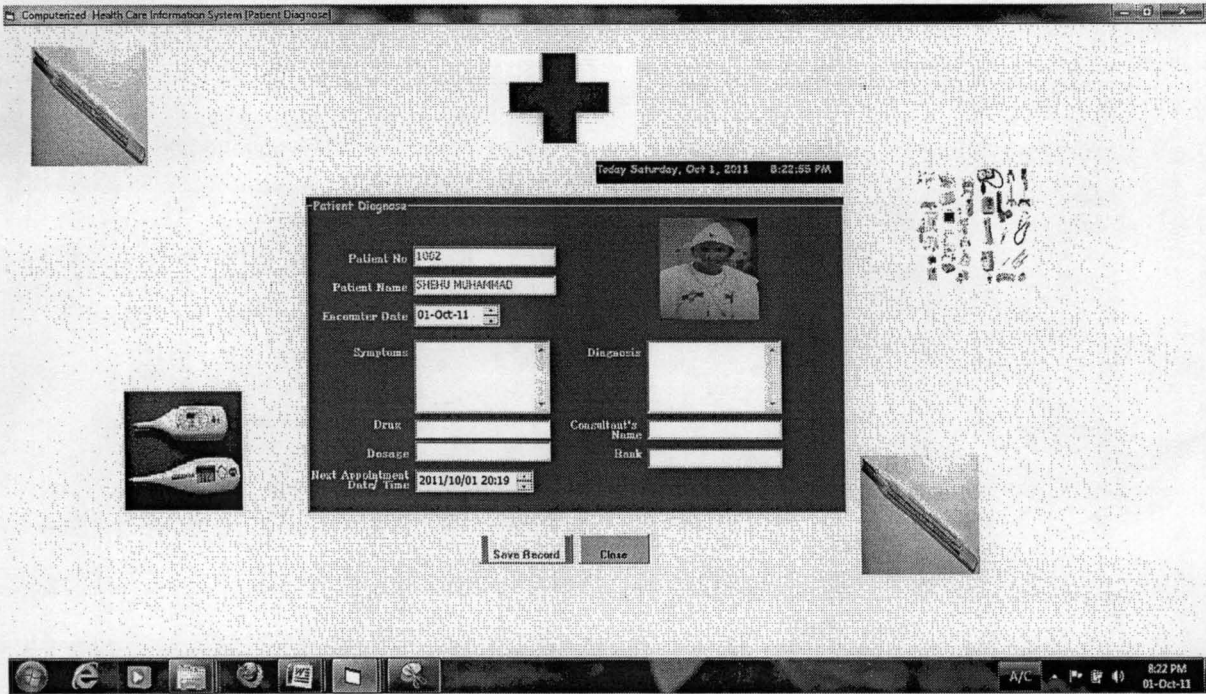 Computerized Health Care Information System [Patient Diagnose]
Today Saturday, Oct 1, 2011 8:22:55 PM
Patient Diagnose
Patient No 1002
Patient Name SHEHU MUHAMMAD
Encounter Date 01-Oct-11
Symptoms
Diagnosis
Drug
Consultant's Name
Dosage
Rank
Next Appointment
Date/ Time 2011/10/01 20:19
Save Record Close
A/C
8:22 PM
01-Oct-11